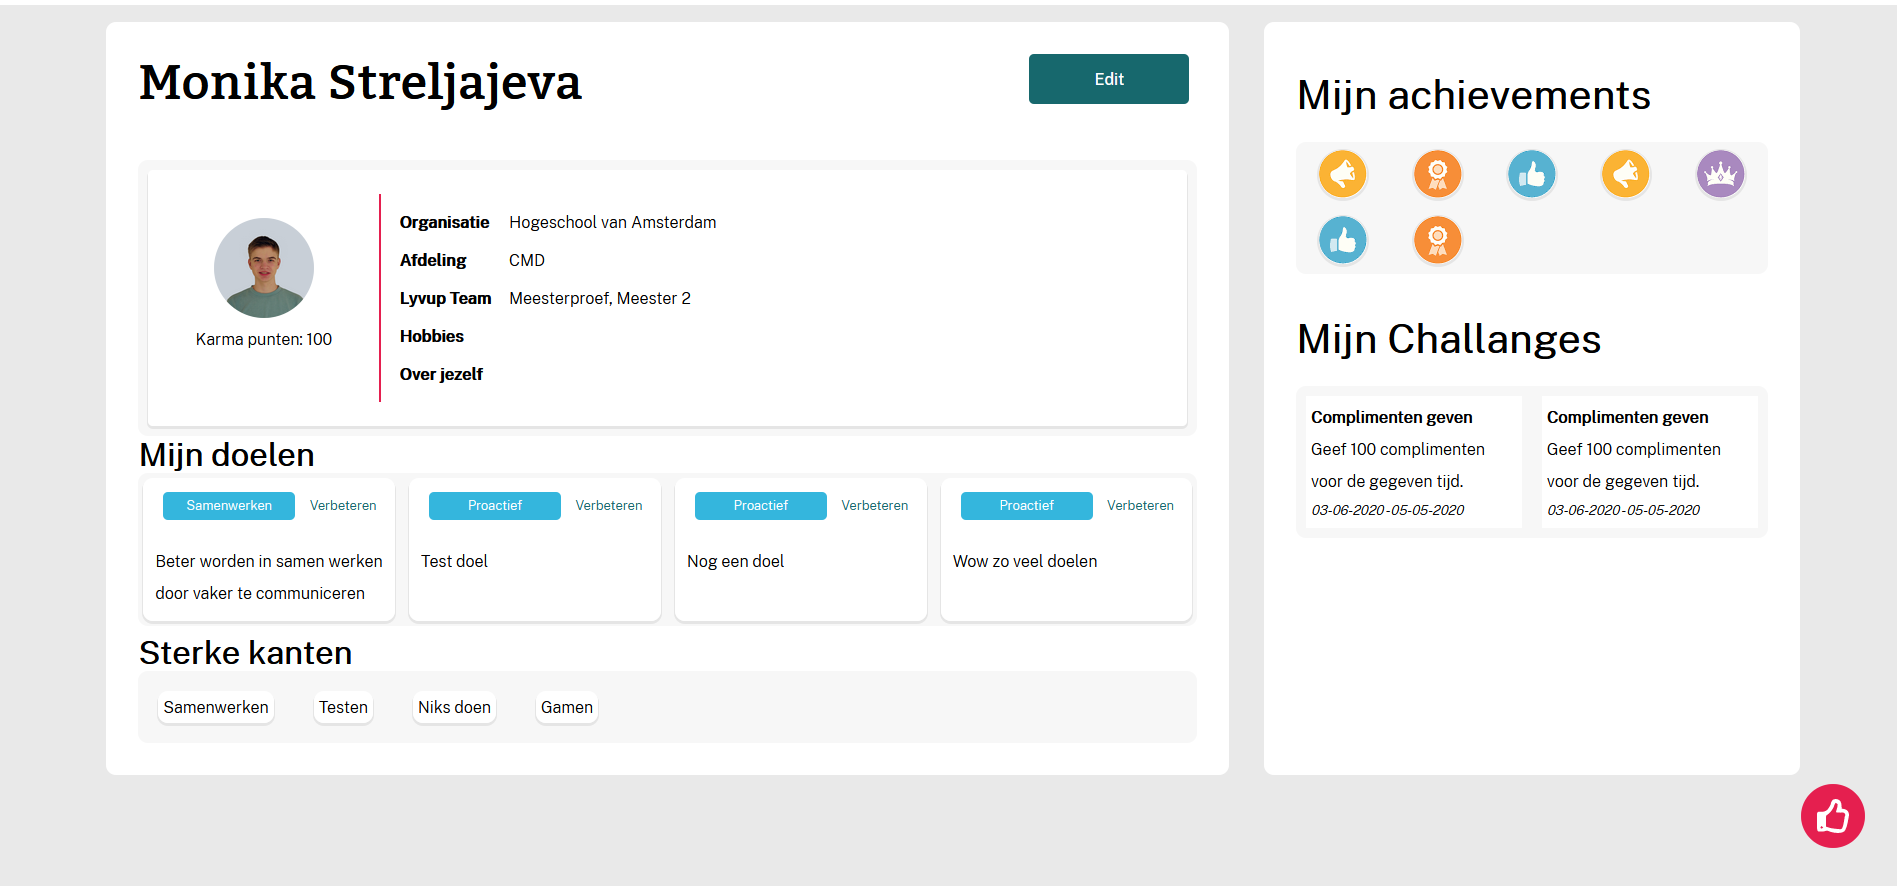 Monika Streljajeva
Edit
Karma punten: 100
Organisatie Hogeschool van Amsterdam
Afdeling CMD
Lyvup Team Meesterproef, Meester 2
Hobbies
Over jezelf
Mijn doelen
Samenwerken Verbeteren
Beter worden in samen werken
door vaker te communiceren
Proactief Verbeteren
Test doel
Proactief Verbeteren
Nog een doel
Proactief Verbeteren
Wow zo veel doelen
Sterke kanten
Samenwerken Testen Niks doen Gamen
Mijn achievements
Mijn Challanges
Complimenten geven
Geef 100 complimenten
voor de gegeven tijd.
03-06-2020-05-05-2020
Complimenten geven
Geef 100 complimenten
voor de gegeven tijd.
03-06-2020-05-05-2020